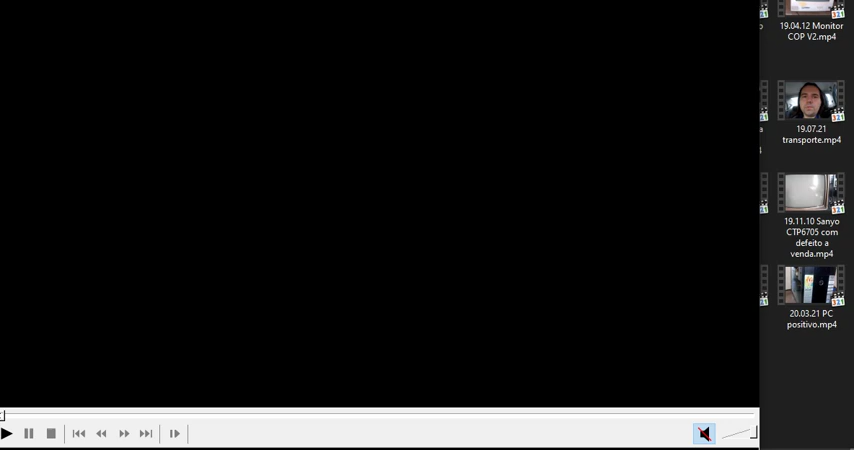 19.04.12 Monitor
COP V2.mp4
19.07.21
transporte.mp4
19.11.10 Sanyo
CTP6705 com
defeito a
venda.mp4
20.03.21 PC
positivo.mp4